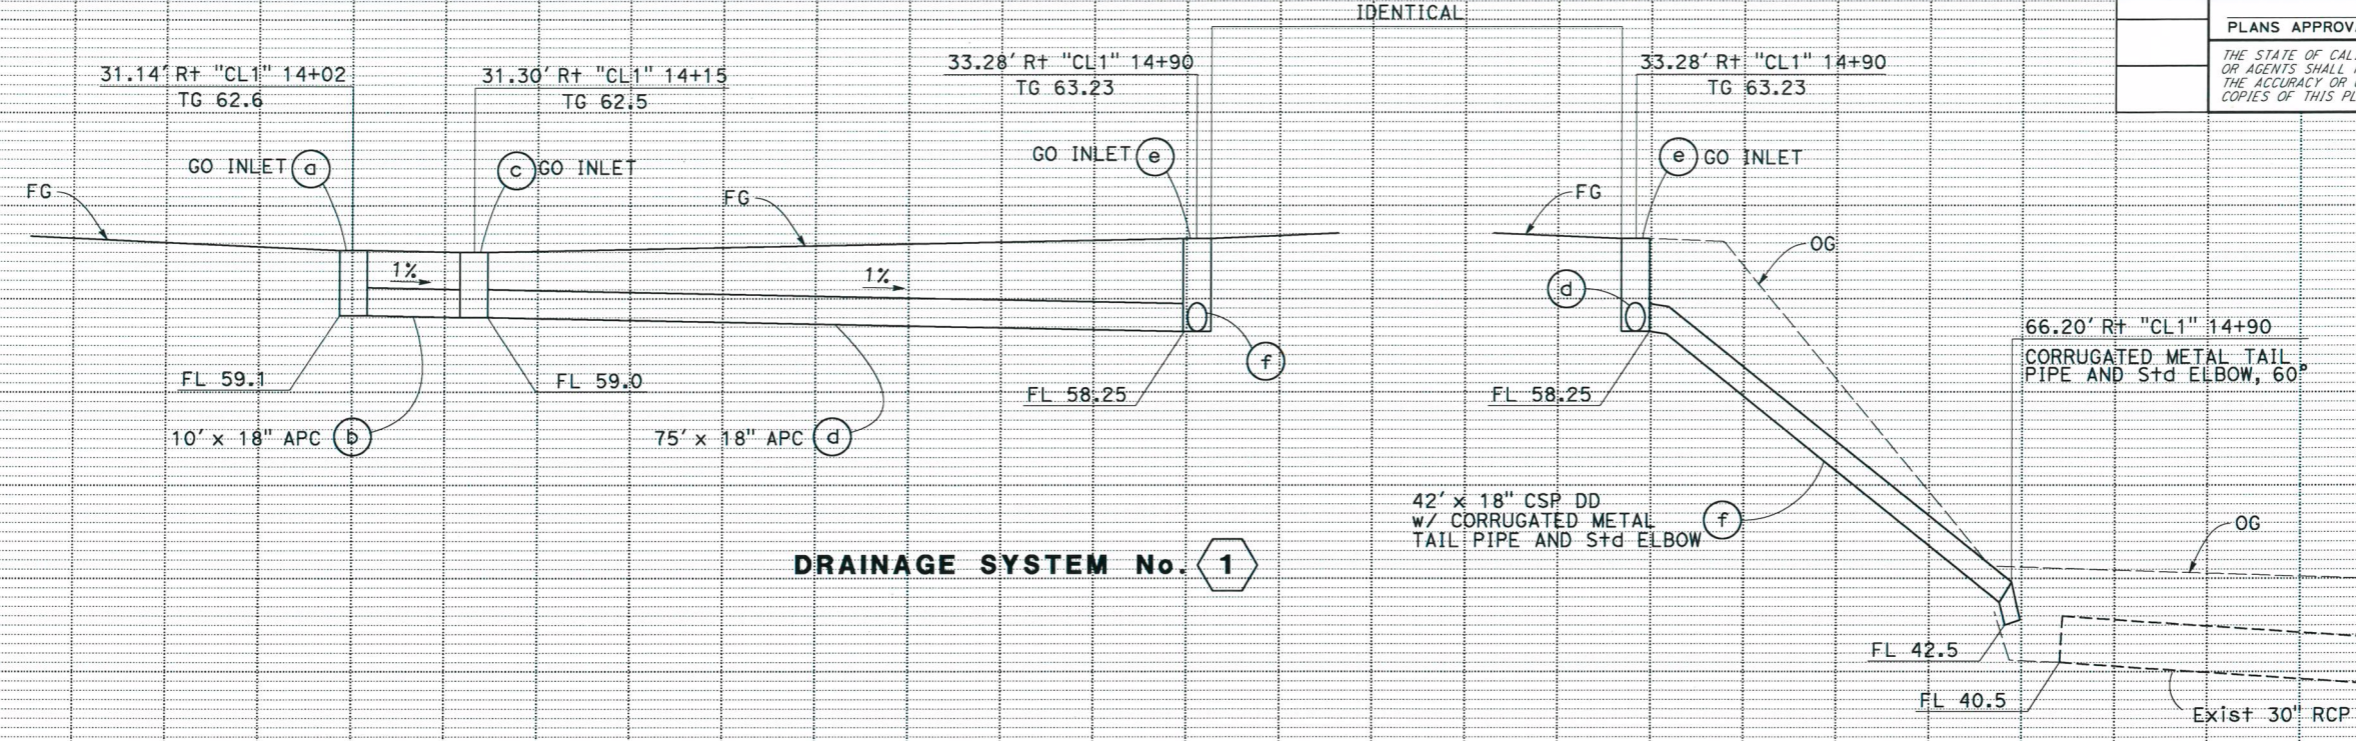 IDENTICAL
31.14' Rt "CL1" 14+02
TG 62.6
31.30' Rt "CL1" 14+15
TG 62.5
33.28' Rt "CL1" 14+90
TG 63.23
33.28' Rt "CL1" 14+90
TG 63.23
PLANS APPROV
THE STATE OF CAL
OR AGENTS SHALL
THE ACCURACY OR
COPIES OF THIS PL
GO INLET a
c GO INLET
GO INLET e
e GO INLET
FG
FG
FG
OG
1%
1%
d
f
66.20' Rt "CL1" 14+90
CORRUGATED METAL TAIL
PIPE AND Std ELBOW, 60°
FL 59.1
FL 59.0
FL 58.25
FL 58.25
10' x 18" APC b
75' x 18" APC d
42' x 18" CSP DD
w/ CORRUGATED METAL
TAIL PIPE AND Std ELBOW
f
OG
DRAINAGE SYSTEM No. 1
FL 42.5
FL 40.5
Exist 30" RCP